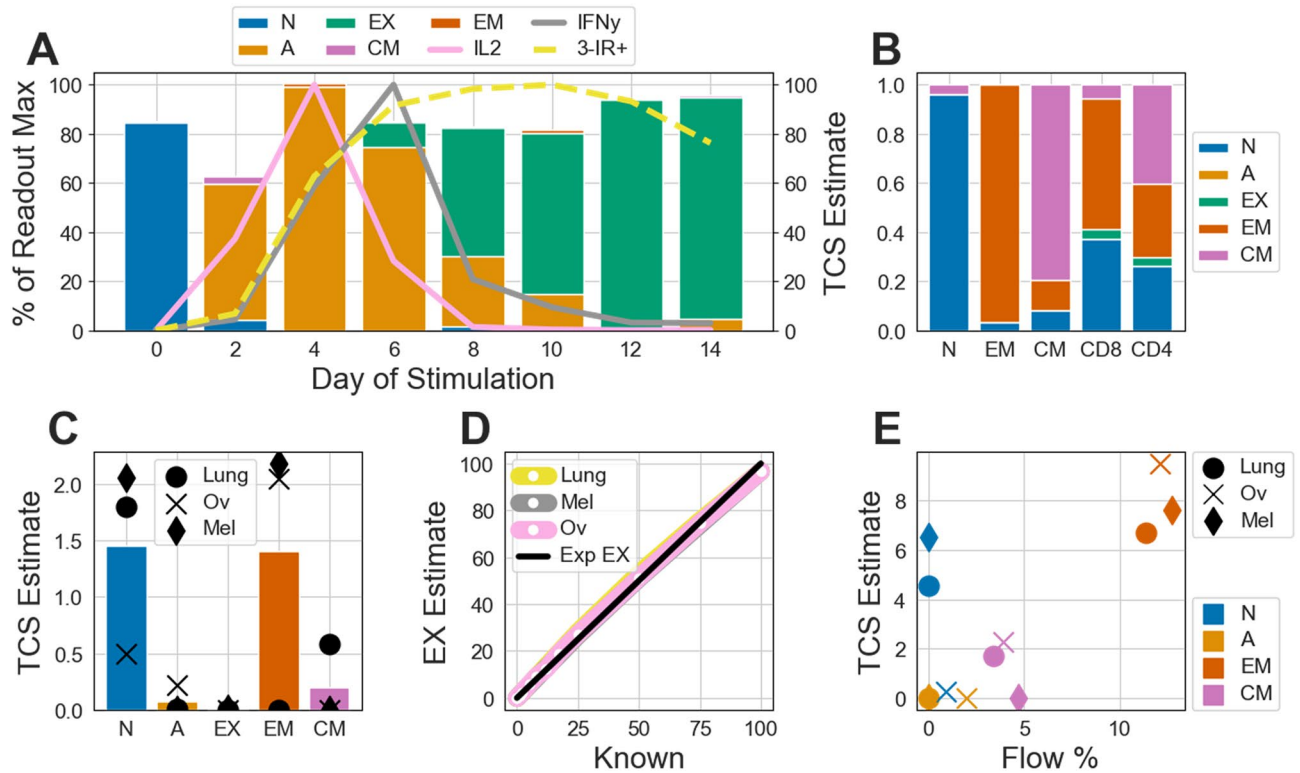 N EX EM IFNy
A CM IL2 3-IR+
A
100 100
80 80
60 60
40 40
20 20
0 0
% of Readout Max
TCS Estimate
0 2 4 6 8 10 12 14
Day of Stimulation
B
1.0
0.8
0.6
0.4
0.2
0.0
N EM CM CD8 CD4
N
A
EX
EM
CM
C
TCS Estimate
2.0
1.5
1.0
0.5
0.0
Lung
Ov
Mel
N A EX EM CM
D
EX Estimate
100
80
60
40
20
0
Lung
Mel
Ov
Exp EX
0 25 50 75 100
Known
E
TCS Estimate
8
6
4
2
0
0 5 10
Flow %
Lung
Ov
Mel
N
A
EM
CM